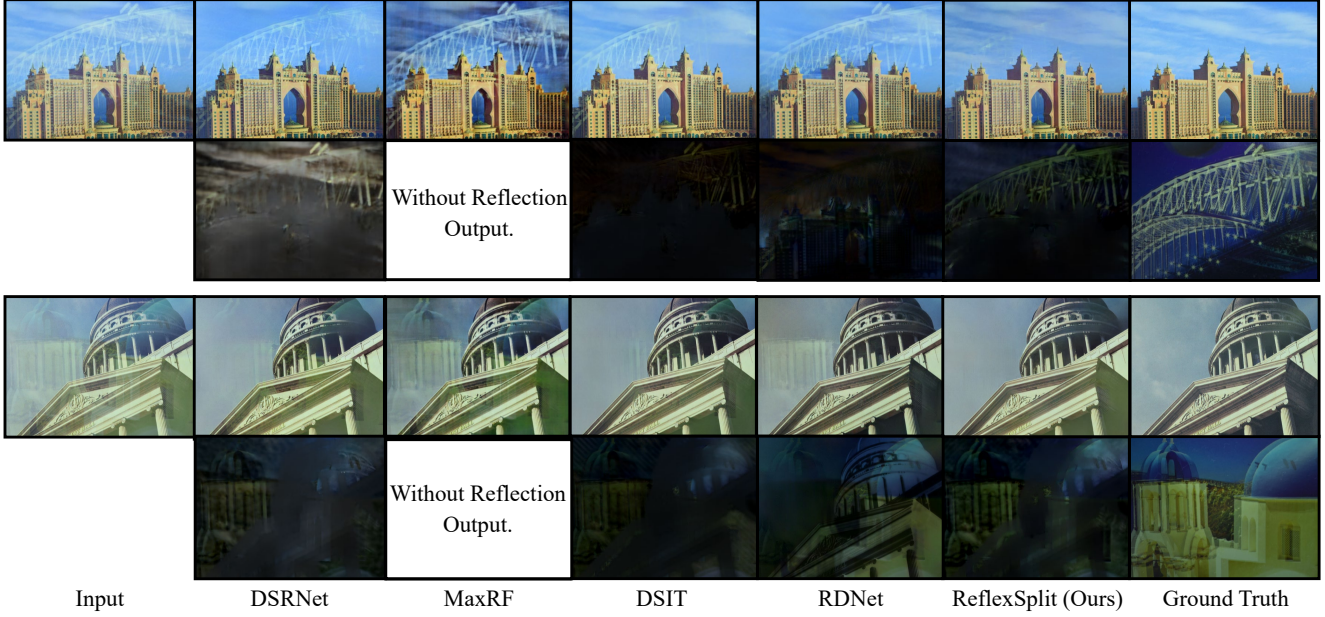 Without Reflection
Output.
Without Reflection
Output.
Input DSRNet MaxRF DSIT RDNet ReflexSplit (Ours) Ground Truth